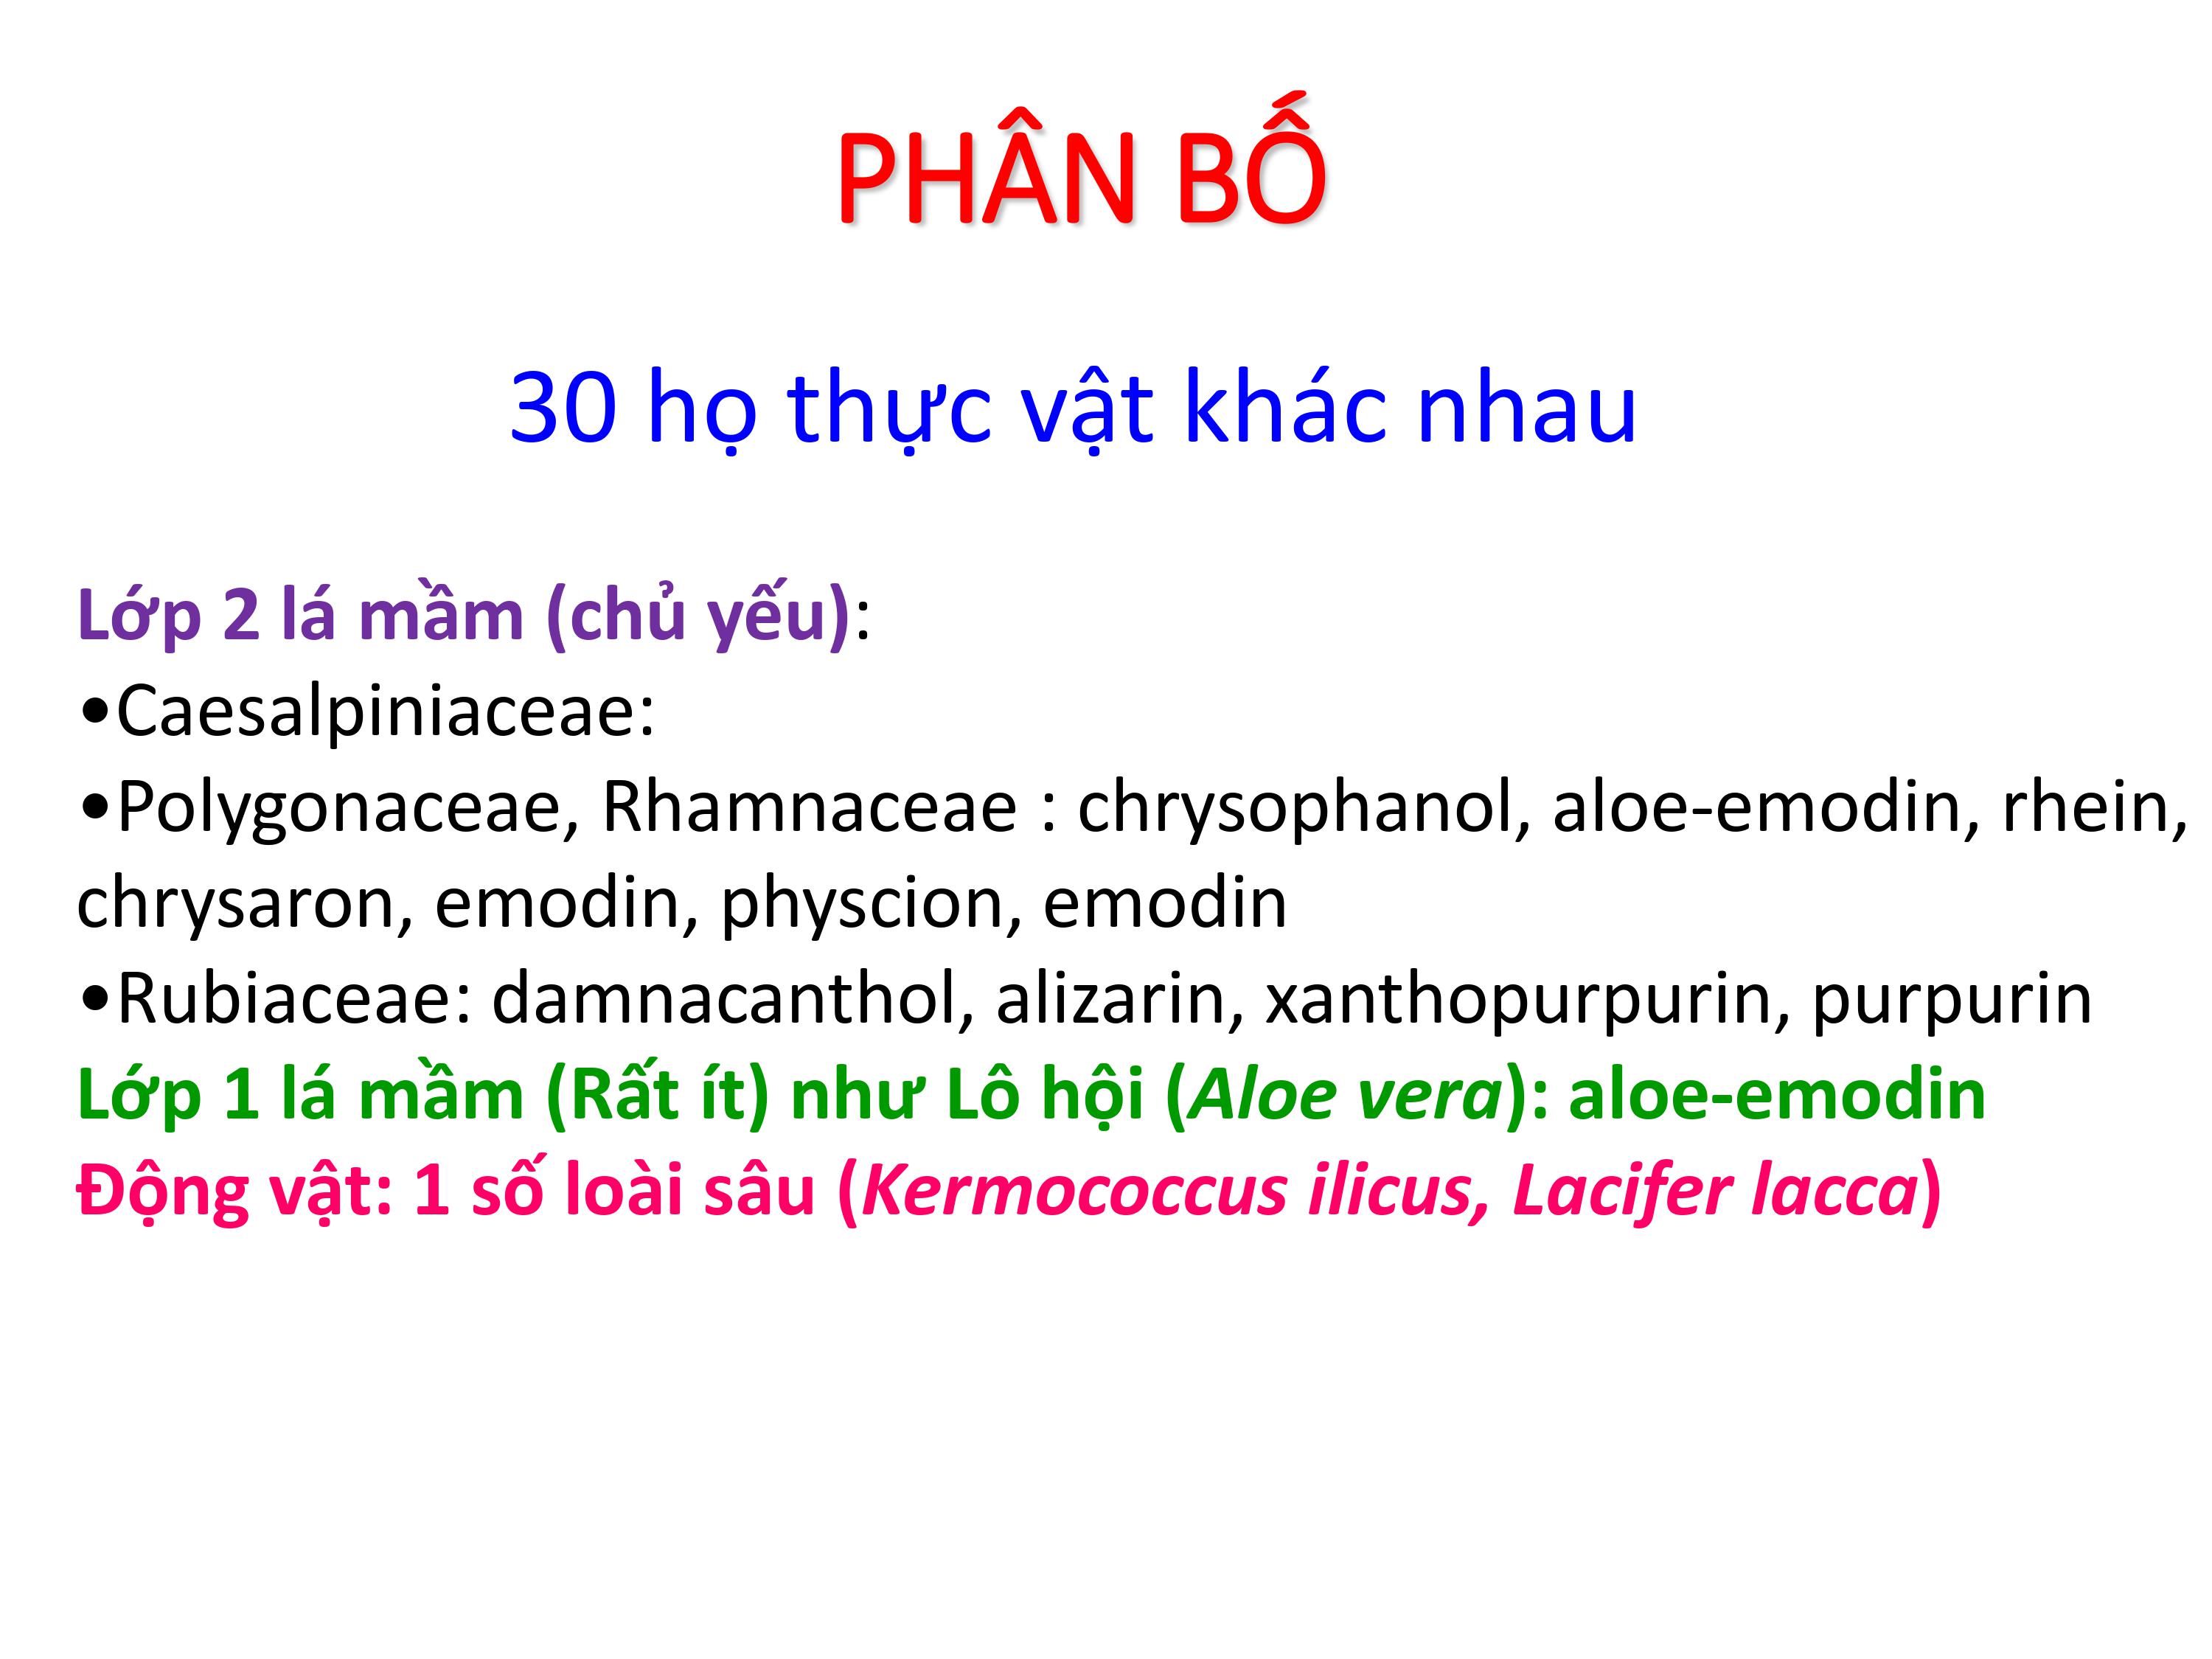 PHÂN BỐ
30 họ thực vật khác nhau
Lớp 2 lá mầm (chủ yếu):
•Caesalpiniaceae:
•Polygonaceae, Rhamnaceae : chrysophanol, aloe-emodin, rhein,
chrysaron, emodin, physcion, emodin
•Rubiaceae: damnacanthol, alizarin, xanthopurpurin, purpurin
Lớp 1 lá mầm (Rất ít) như Lô hội (Aloe vera): aloe-emodin
Động vật: 1 số loài sâu (Kermococcus ilicus, Lacifer lacca)